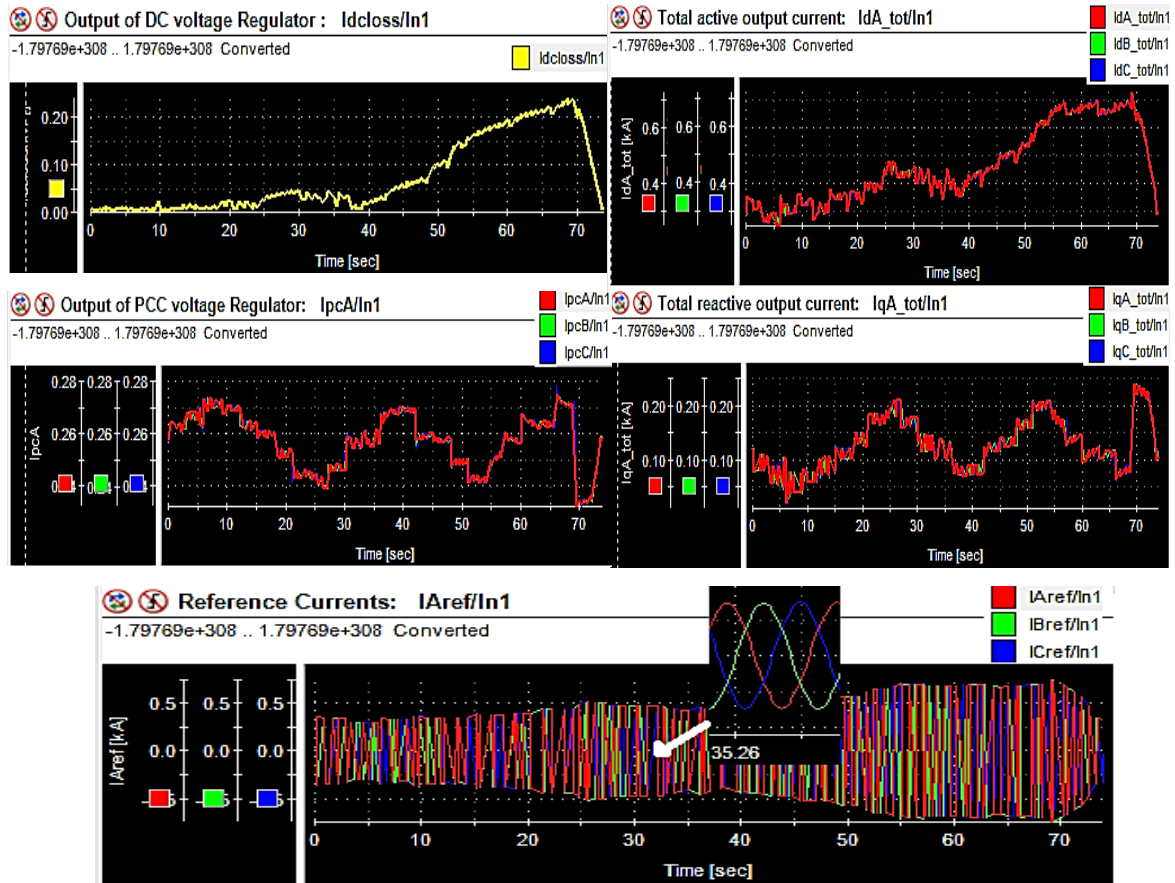 Output of DC voltage Regulator : Idcloss/In1
-1.79769e+308 .. 1.79769e+308 Converted
Idcloss/In1
0.20
0.10
0.00
0 10 20 30 40 50 60 70
Time [sec]
Total active output current: IdA_tot/In1
-1.79769e+308 .. 1.79769e+308 Converted
IdA_tot/In1
IdB_tot/In1
IdC_tot/In1
IdA_tot [kA]
0.6 0.6 0.6
0.4 0.4 0.4
0 10 20 30 40 50 60 70
Time [sec]
Output of PCC voltage Regulator: IpcA/In1
-1.79769e+308 .. 1.79769e+308 Converted
IpcA/In1
IpcB/In1
IpcC/In1
IpcA
0.28 0.28 0.28
0.26 0.26 0.26
0 10 20 30 40 50 60 70
Time [sec]
Total reactive output current: IqA_tot/In1
-1.79769e+308 .. 1.79769e+308 Converted
IqA_tot/In1
IqB_tot/In1
IqC_tot/In1
IqA_tot [kA]
0.20 0.20 0.20
0.10 0.10 0.10
0 10 20 30 40 50 60 70
Time [sec]
Reference Currents: IAref/In1
-1.79769e+308 .. 1.79769e+308 Converted
IAref/In1
IBref/In1
ICref/In1
IAref [kA]
0.5 0.5 0.5
0.0 0.0 0.0
35.26
0 10 20 30 40 50 60 70
Time [sec]